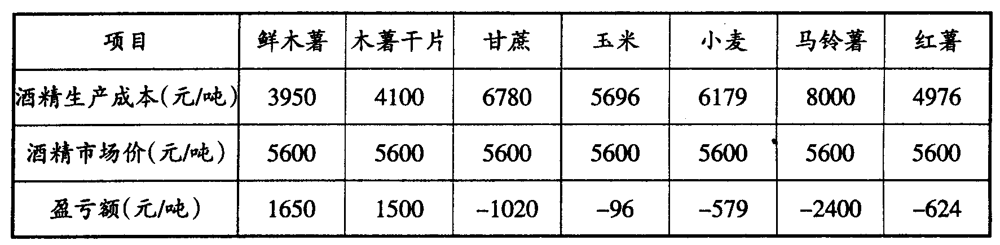 项目 鲜木薯 木薯干片 甘蔗 玉米 小麦 马铃薯 红薯
酒精生产成本(元/吨) 3950 4100 6780 5696 6179 8000 4976
酒精市场价(元/吨) 5600 5600 5600 5600 5600 5600 5600
盈亏额(元/吨) 1650 1500 -1020 -96 -579 -2400 -624